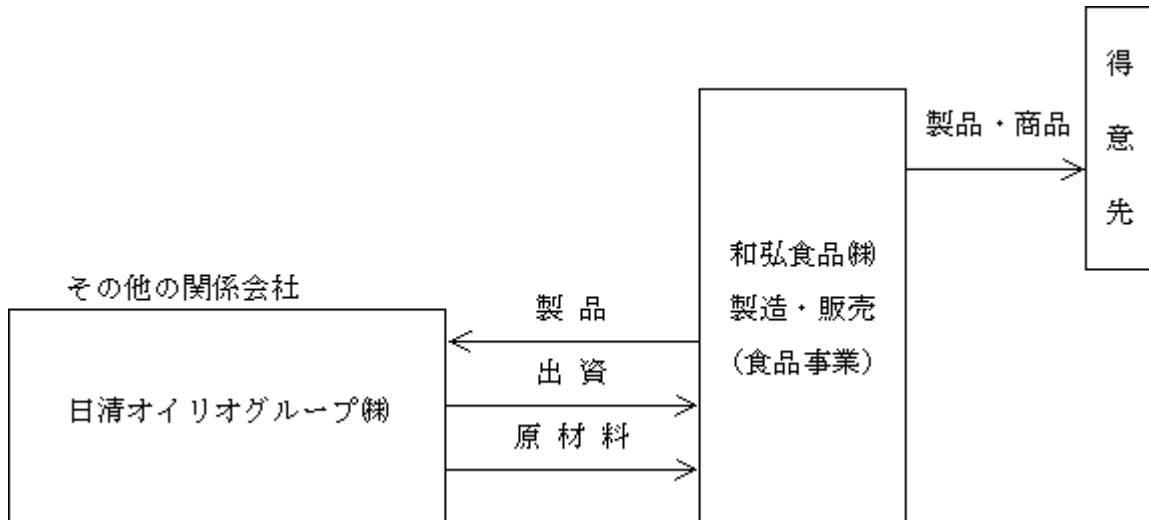 得意先
製品・商品
和弘食品㈱
製造・販売
(食品事業)
その他の関係会社
日清オイリオグループ㈱
製品
出資
原材料